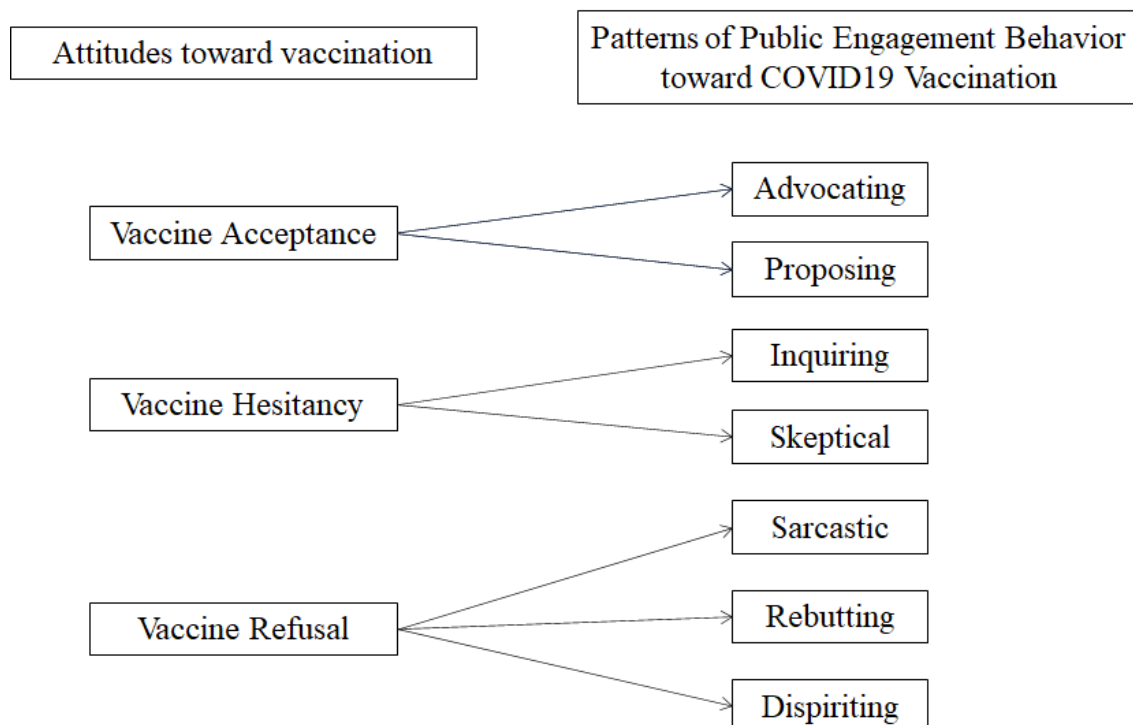 Attitudes toward vaccination
Patterns of Public Engagement Behavior
toward COVID19 Vaccination
Vaccine Acceptance
Advocating
Proposing
Vaccine Hesitancy
Inquiring
Skeptical
Vaccine Refusal
Sarcastic
Rebutting
Dispiriting